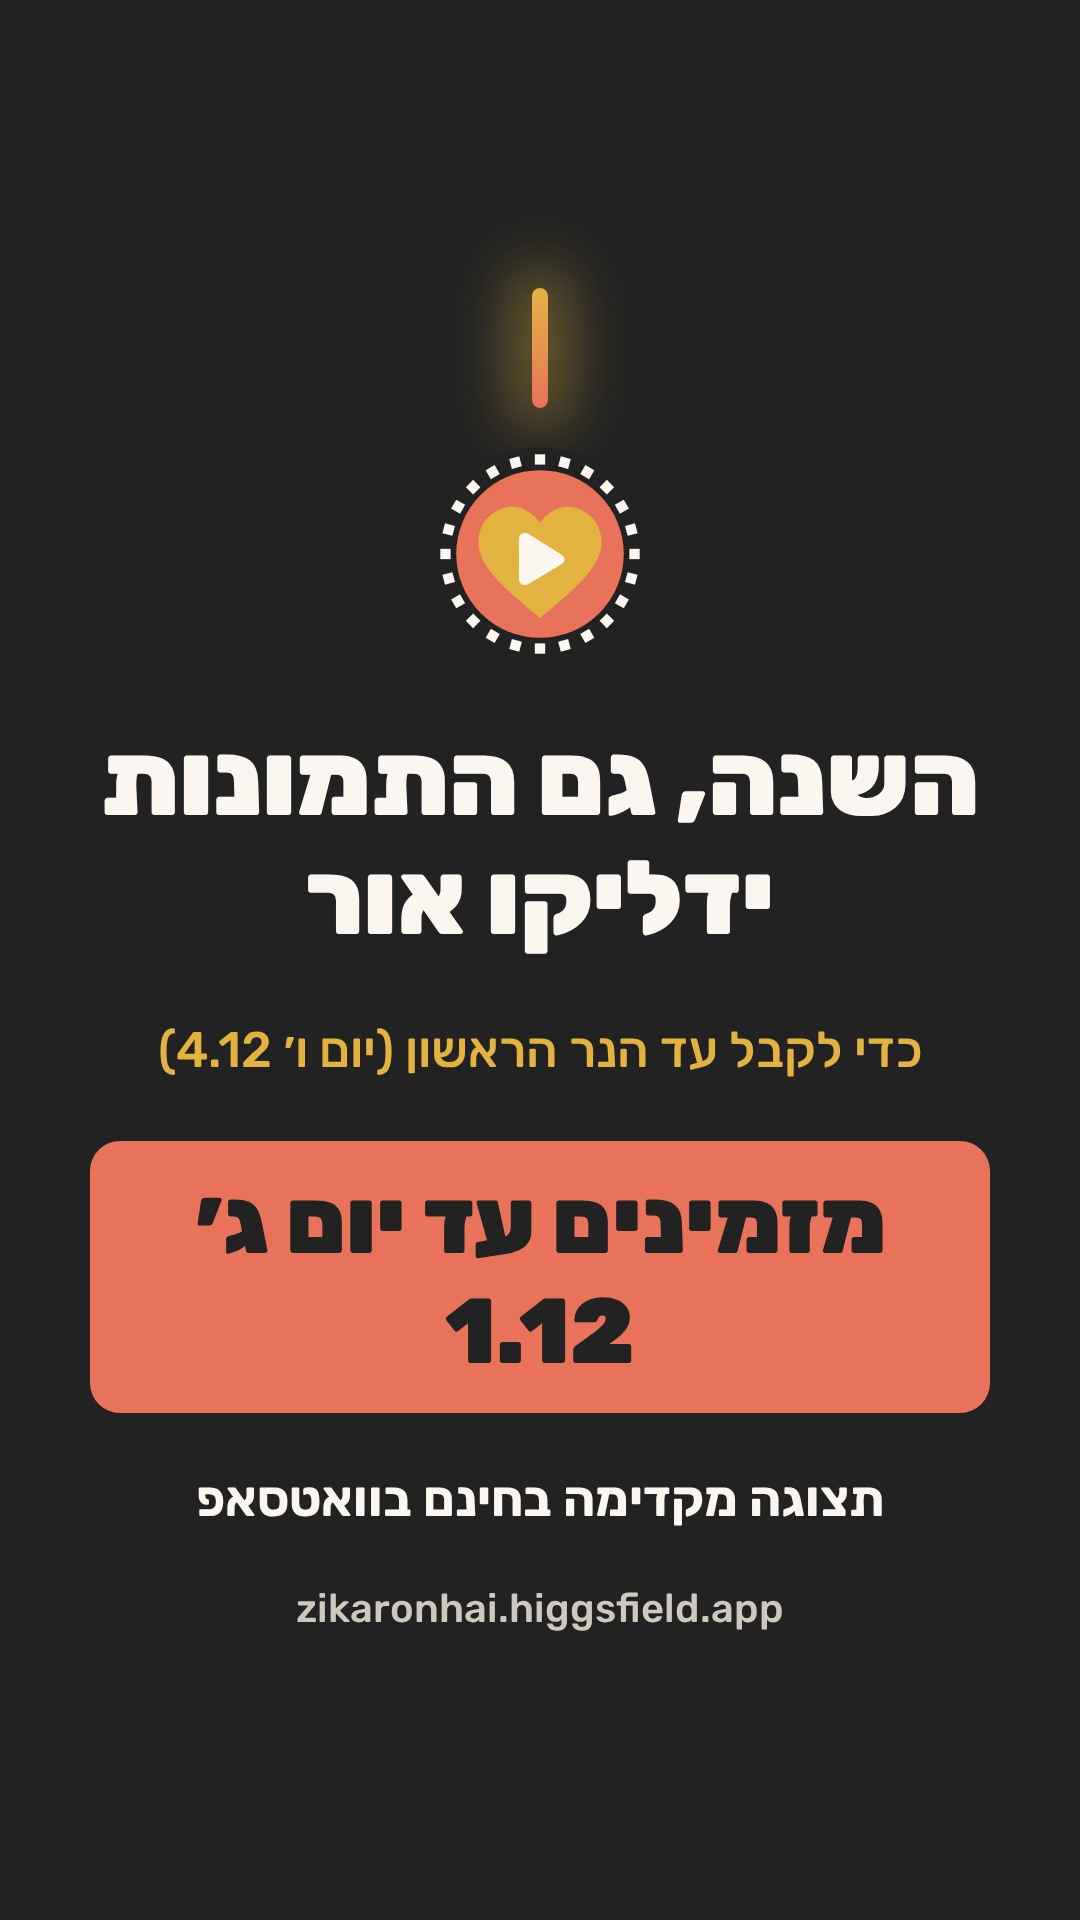 השנה, גם התמונות
ידליקו אור
כדי לקבל עד הנר הראשון (יום ו׳ 4.12)
מזמינים עד יום ג׳
1.12
תצוגה מקדימה בחינם בוואטסאפ
zikaronhai.higgsfield.app